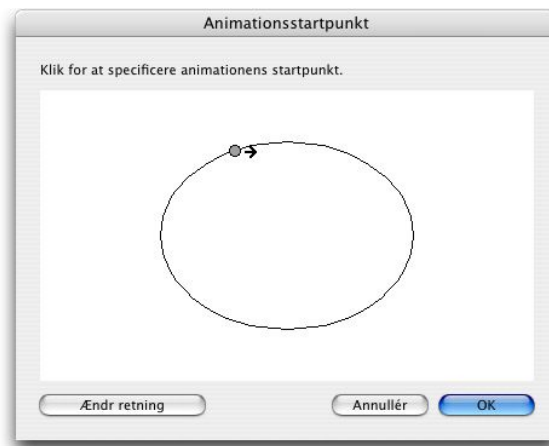 Animationsstartpunkt
Klik for at specificere animationens startpunkt.
Ændr retning
Annullér
OK